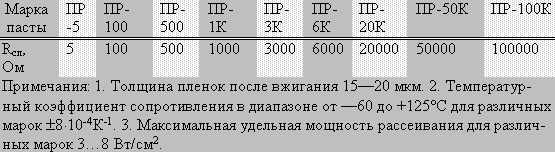 Марка ПР ПР- ПР- ПР- ПР- ПР- ПР- ПР-50К ПР-100К
пасты -5 100 500 1К 3К 6К 20К
Rсл, 5 100 500 1000 3000 6000 20000 50000 100000
Ом
Примечания: 1. Толщина пленок после вжигания 15—20 мкм. 2. Температур-
ный коэффициент сопротивления в диапазоне от —60 до +125°С для различных
марок ±8·10-4К-1. 3. Максимальная удельная мощность рассеивания для различ-
ных марок 3…8 Вт/см2.